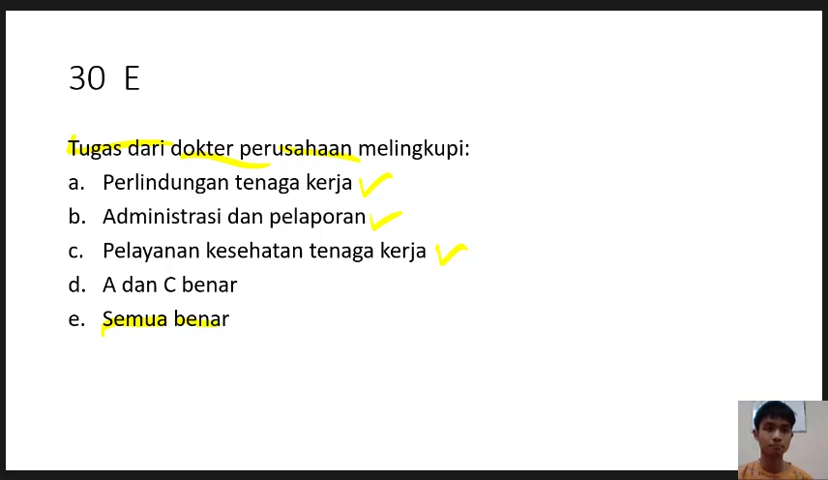 30 E
Tugas dari dokter perusahaan melingkupi:
a. Perlindungan tenaga kerja
b. Administrasi dan pelaporan
c. Pelayanan kesehatan tenaga kerja
d. A dan C benar
e. Semua benar